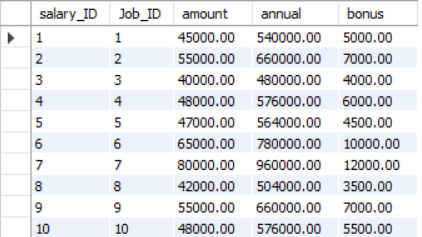 salary_ID Job_ID amount annual bonus
1 1 45000.00 540000.00 5000.00
2 2 55000.00 660000.00 7000.00
3 3 40000.00 480000.00 4000.00
4 4 48000.00 576000.00 6000.00
5 5 47000.00 564000.00 4500.00
6 6 65000.00 780000.00 10000.00
7 7 80000.00 960000.00 12000.00
8 8 42000.00 504000.00 3500.00
9 9 55000.00 660000.00 7000.00
10 10 48000.00 576000.00 5500.00